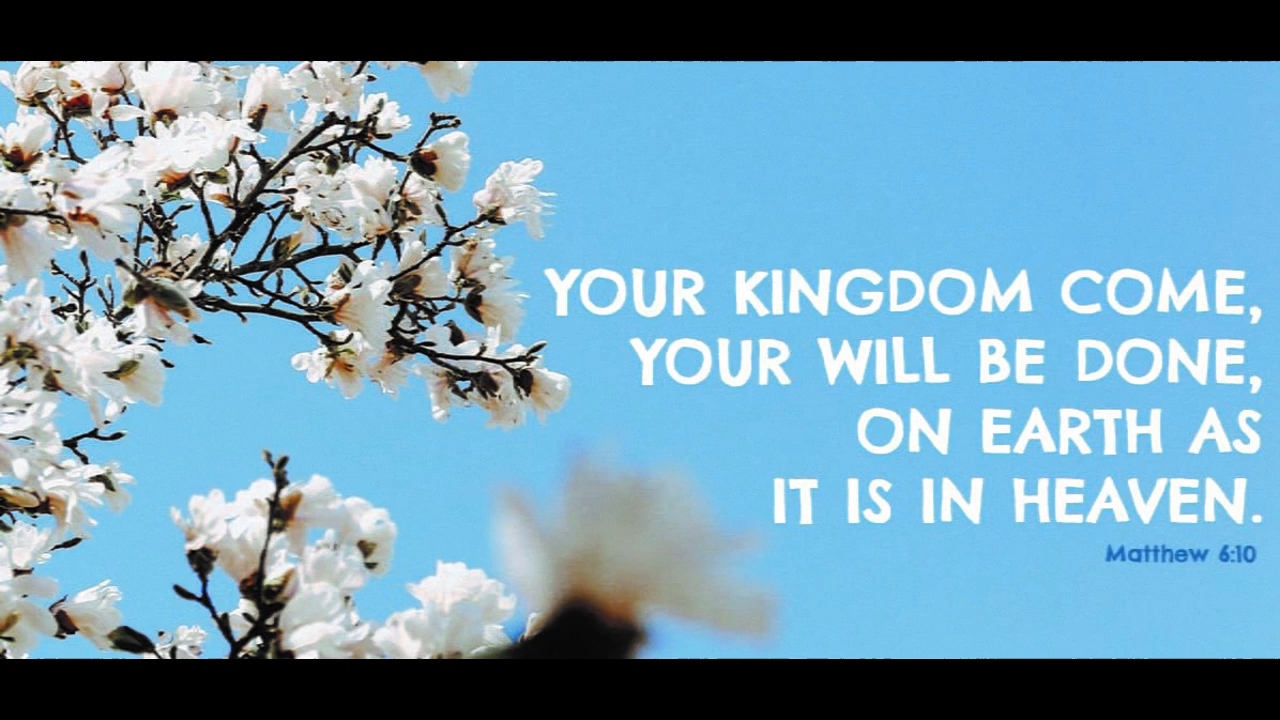 YOUR KINGDOM COME,
YOUR WILL BE DONE,
ON EARTH AS
IT IS IN HEAVEN.
Matthew 6:10